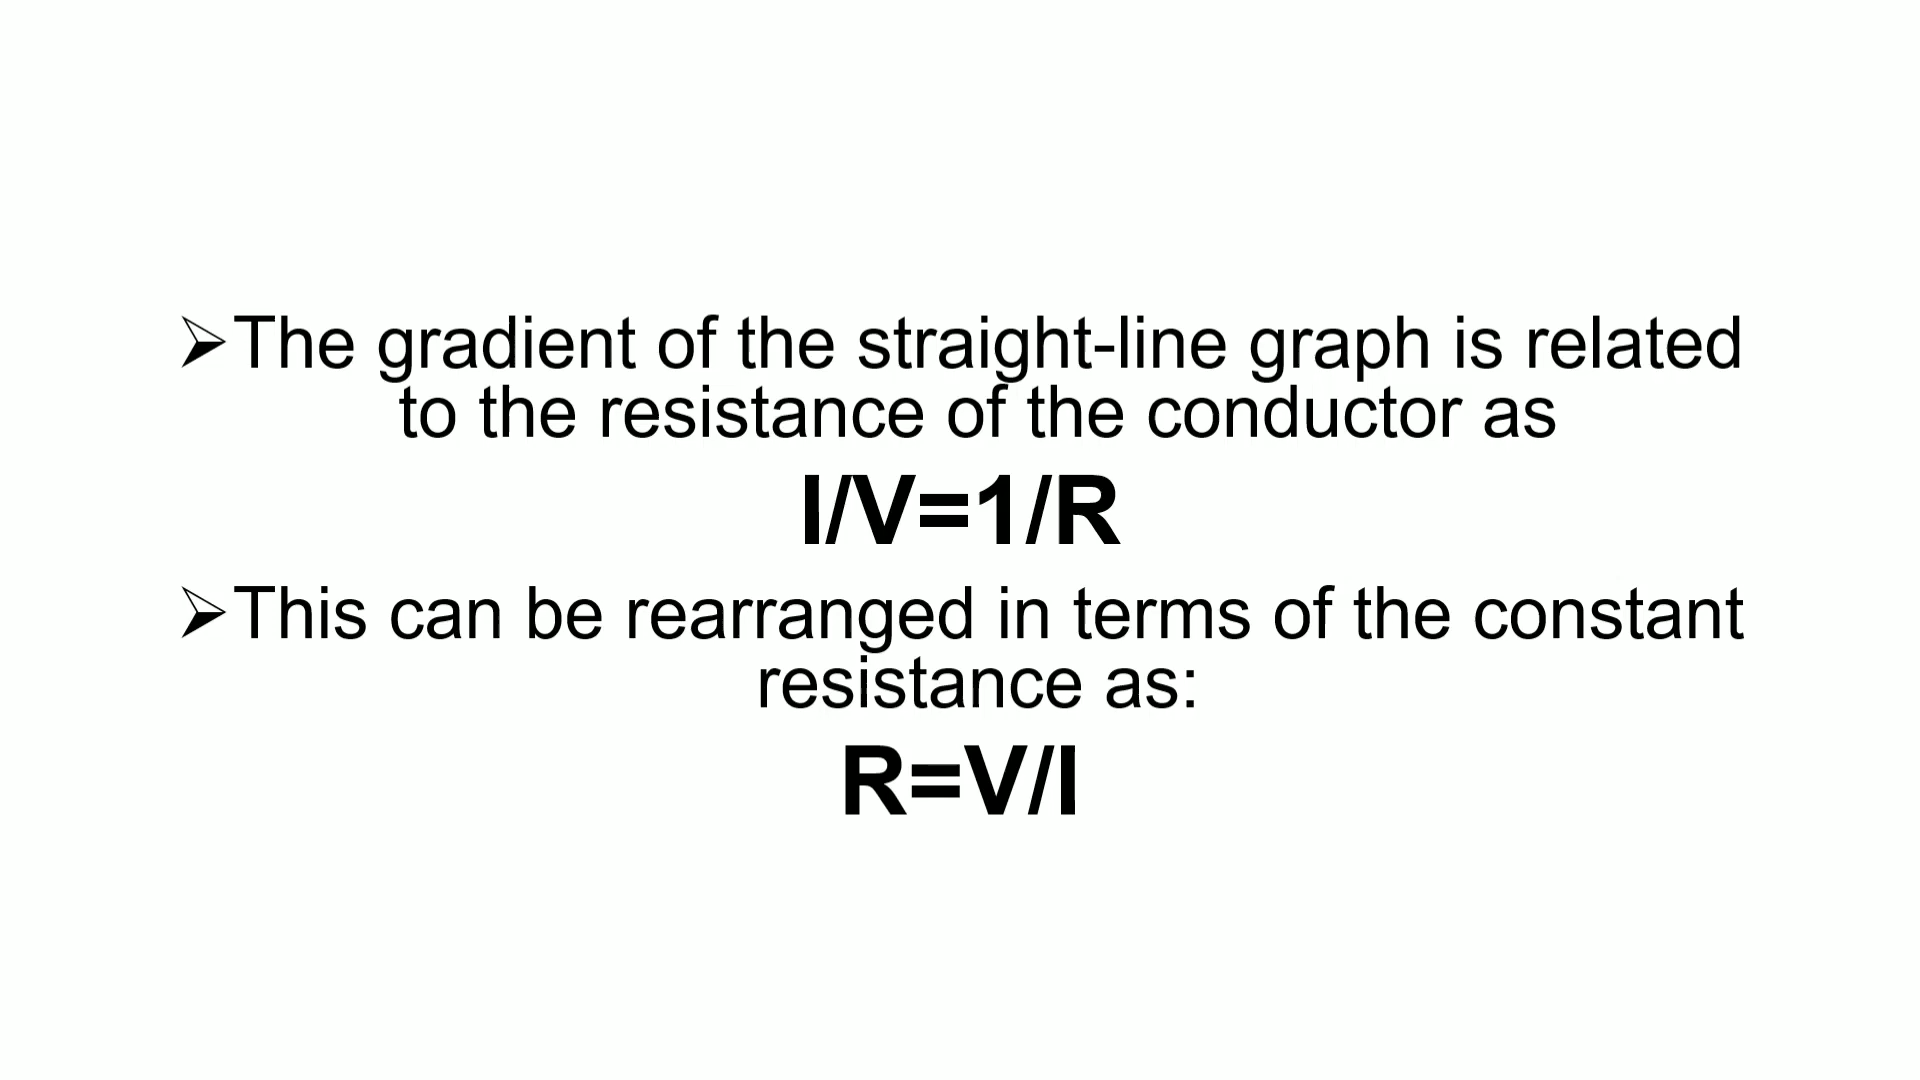 ➢The gradient of the straight-line graph is related
to the resistance of the conductor as
I/V=1/R
➢This can be rearranged in terms of the constant
resistance as:
R=V/I